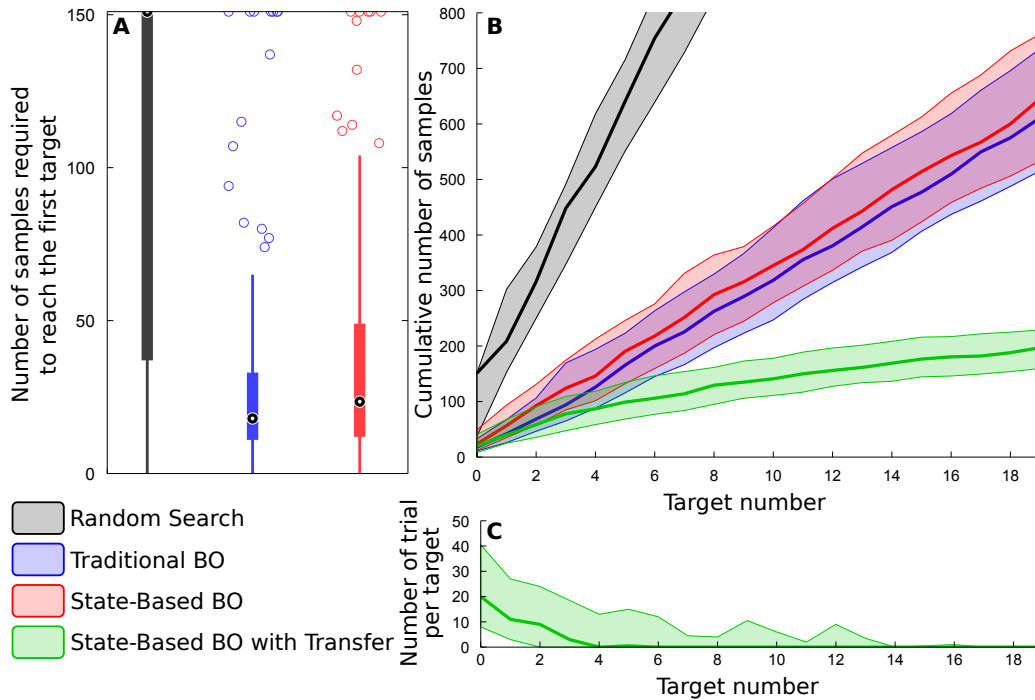 A
Number of samples required
to reach the first target
150
100
50
0
B
Cumulative number of samples
800
700
600
500
400
300
200
100
0
0 2 4 6 8 10 12 14 16 18
Target number
Random Search
Traditional BO
State-Based BO
State-Based BO with Transfer
C
Number of trial
per target
50
40
30
20
10
0
0 2 4 6 8 10 12 14 16 18
Target number